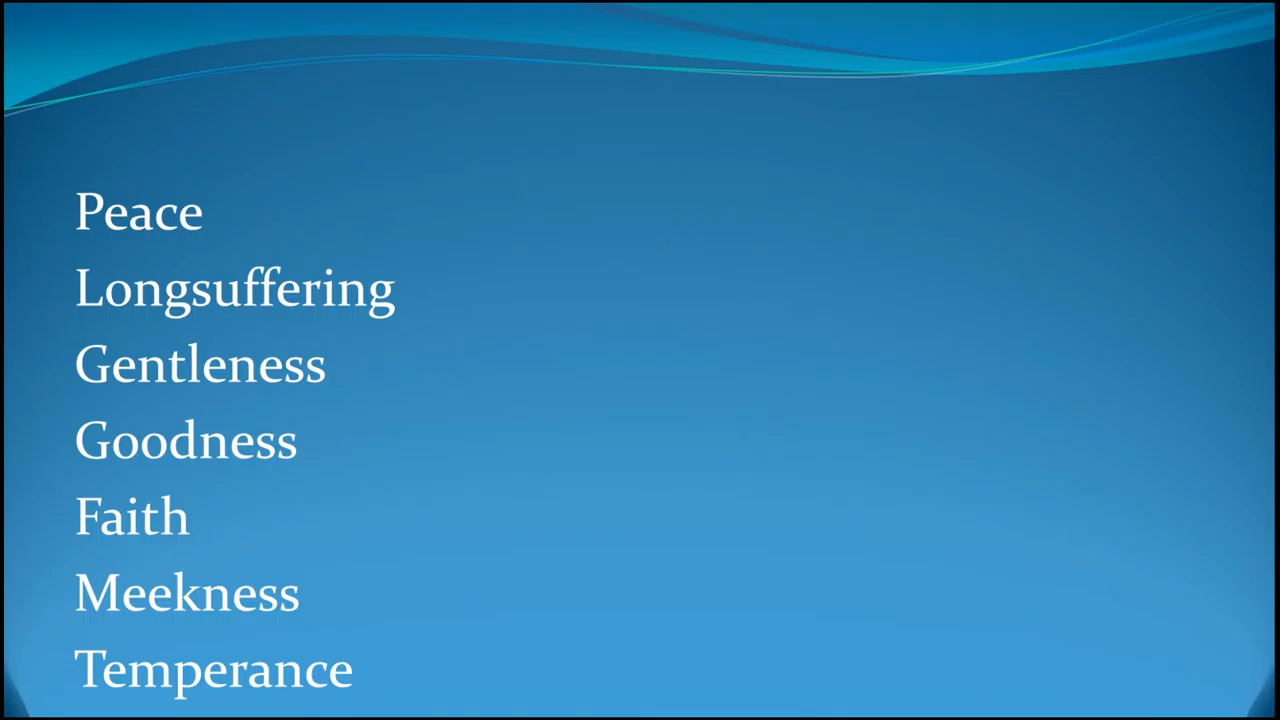 Peace
Longsuffering
Gentleness
Goodness
Faith
Meekness
Temperance